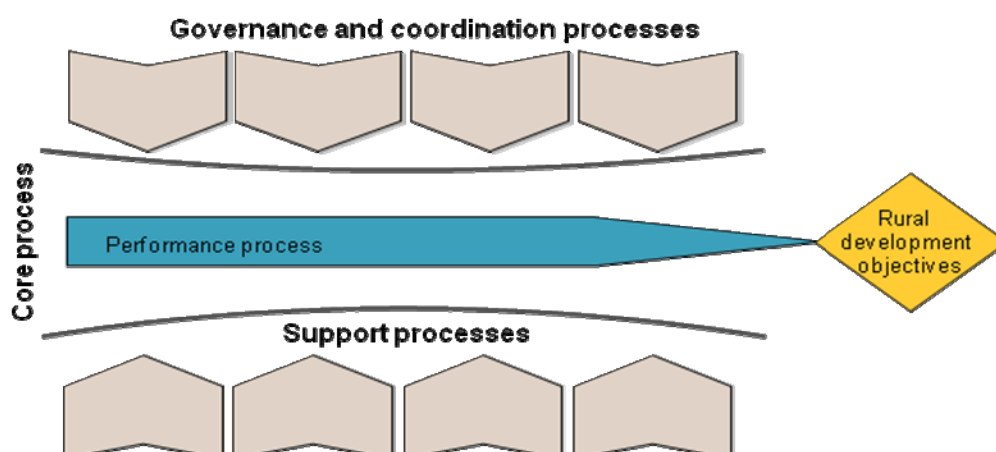 Governance and coordination processes
Core process
Performance process
Rural
development
objectives
Support processes